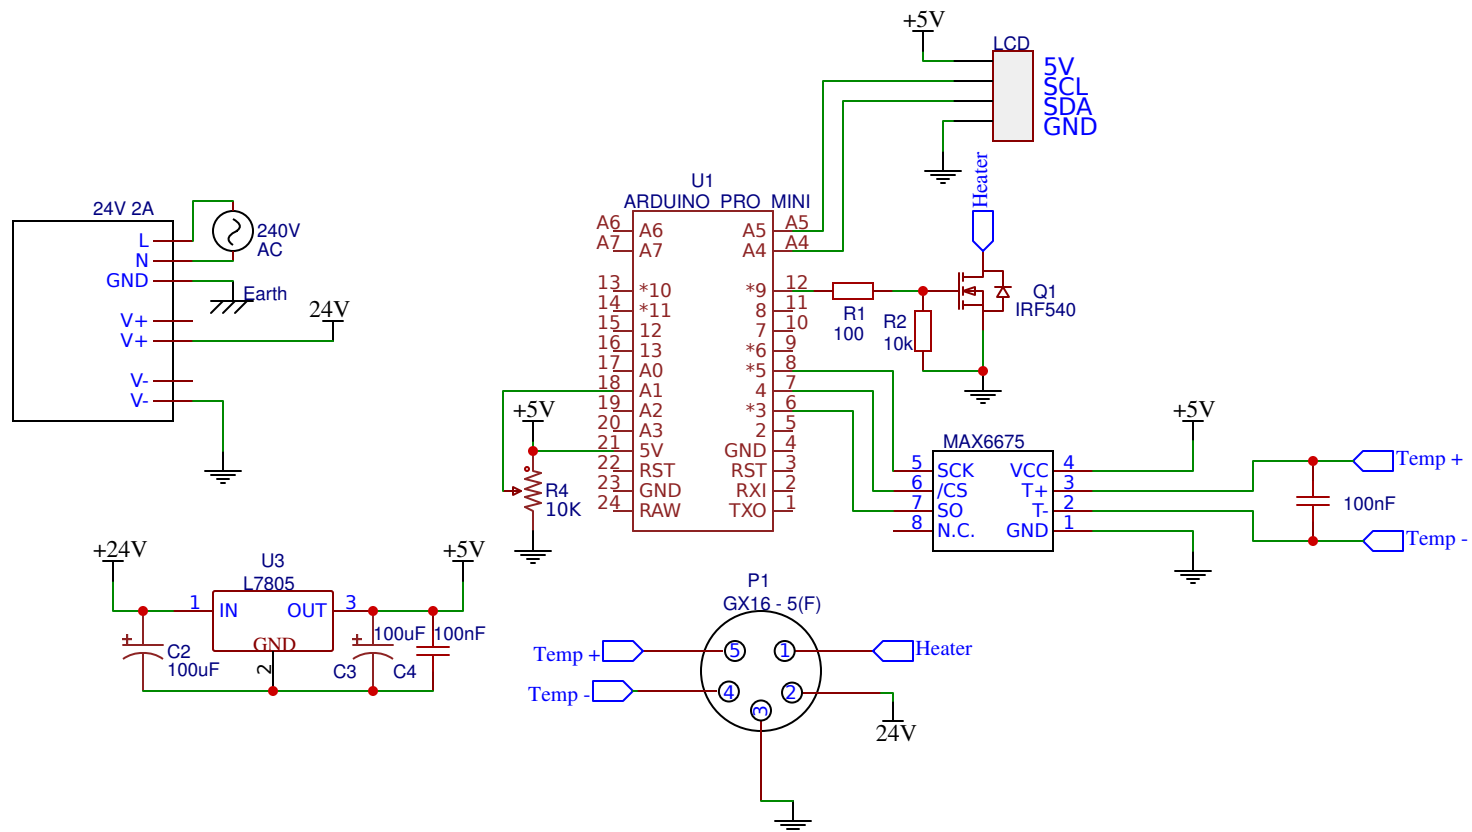 +5V
LCD
5V
SCL
SDA
GND
Heater
U1
ARDUINO PRO MINI
A6 A6 A5 A5
A7 A7 A4 A4
13 *10 *9 12
14 *11 8 11
15 12 7 10
16 13 *6 9
17 A0 *5 8
18 A1 4 7
19 A2 *3 6
20 A3 2 5
21 5V GND 4
22 RST RST 3
23 GND RXI 2
24 RAW TXO 1
R1
100
R2
10k
Q1
IRF540
24V 2A
L
N
GND
V+
V+
V-
V-
240V
AC
Earth
24V
+5V
R4
10K
MAX6675
5 SCK VCC 4
6 /CS T+ 3
7 SO T- 2
8 N.C. GND 1
+5V
Temp +
100nF
Temp -
+24V
U3
L7805
+5V
1 IN OUT 3
GND
2
+
C2
100uF
+
100uF
100nF
C3
C4
P1
GX16 - 5(F)
Temp +
5
1
Heater
Temp -
4
2
3
24V